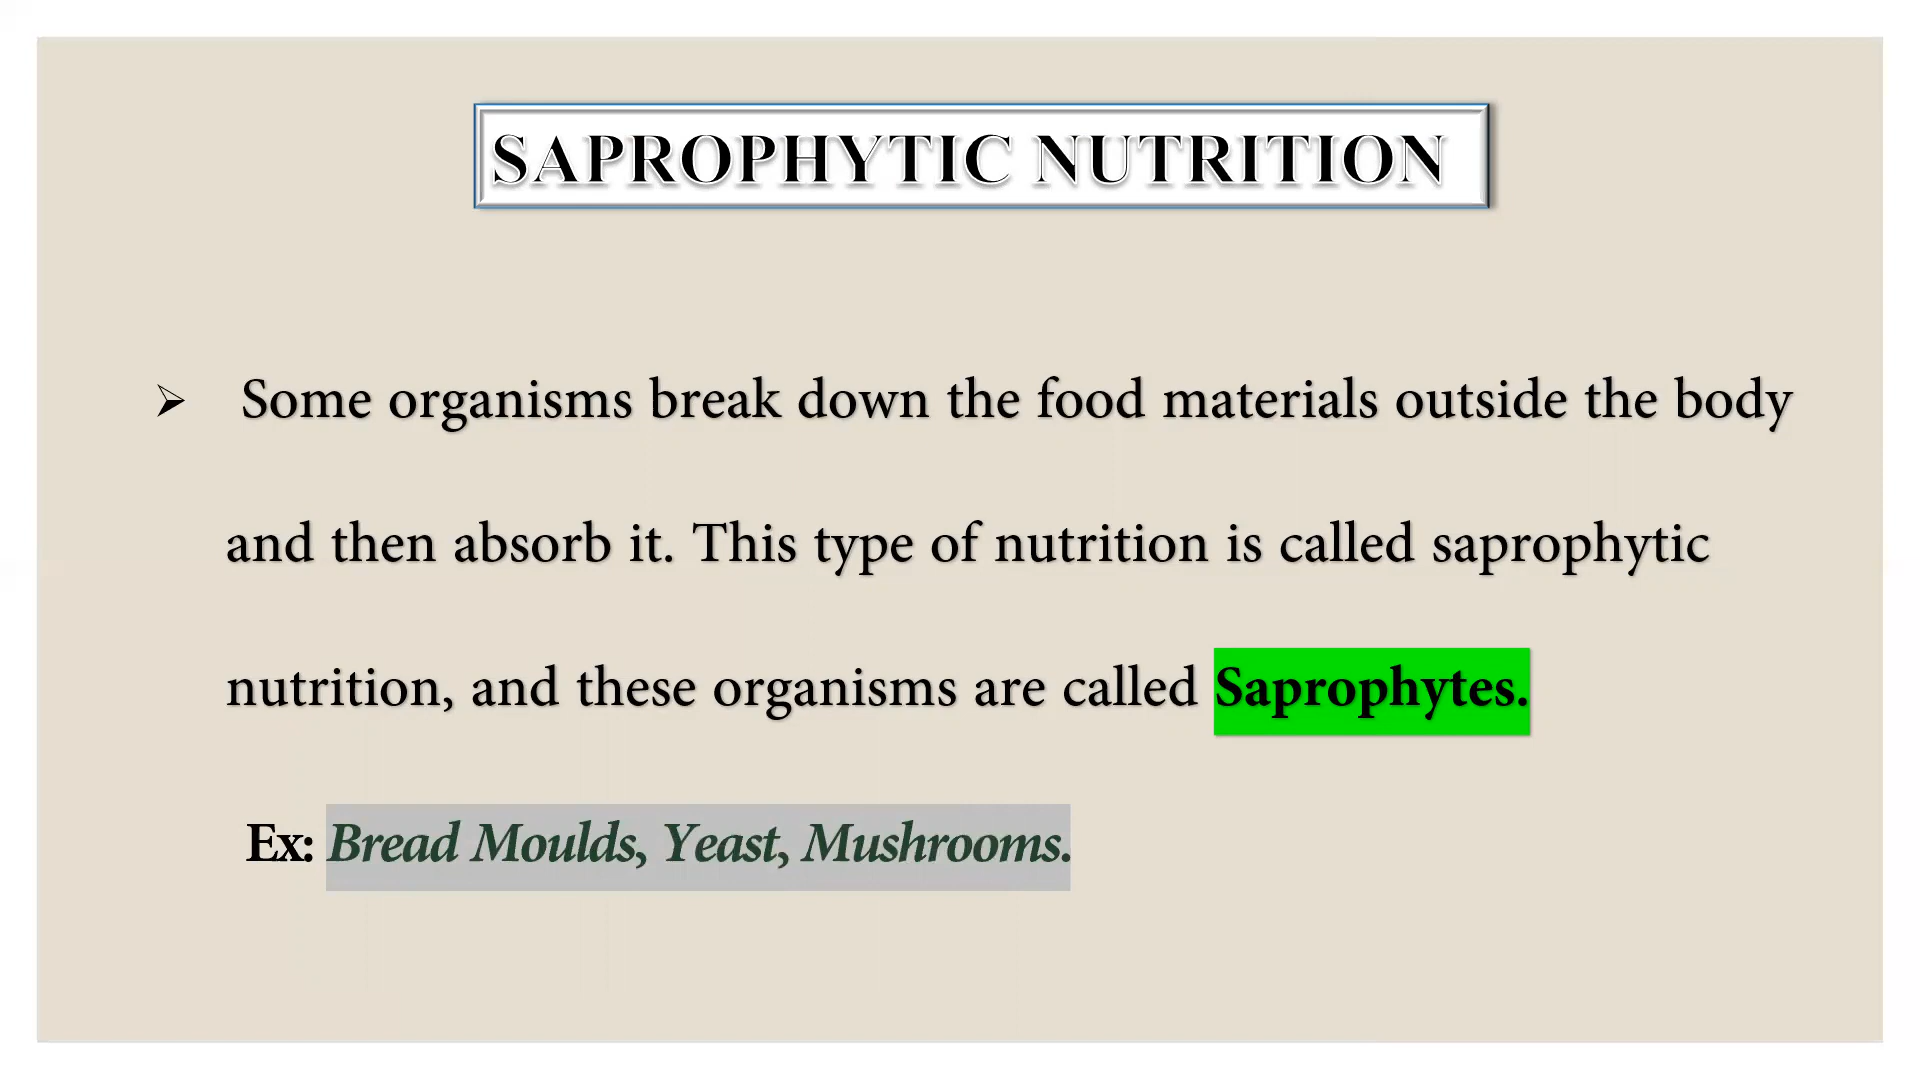 SAPROPHYTIC NUTRITION
➢ Some organisms break down the food materials outside the body
and then absorb it. This type of nutrition is called saprophytic
nutrition, and these organisms are called Saprophytes.
Ex: Bread Moulds, Yeast, Mushrooms.